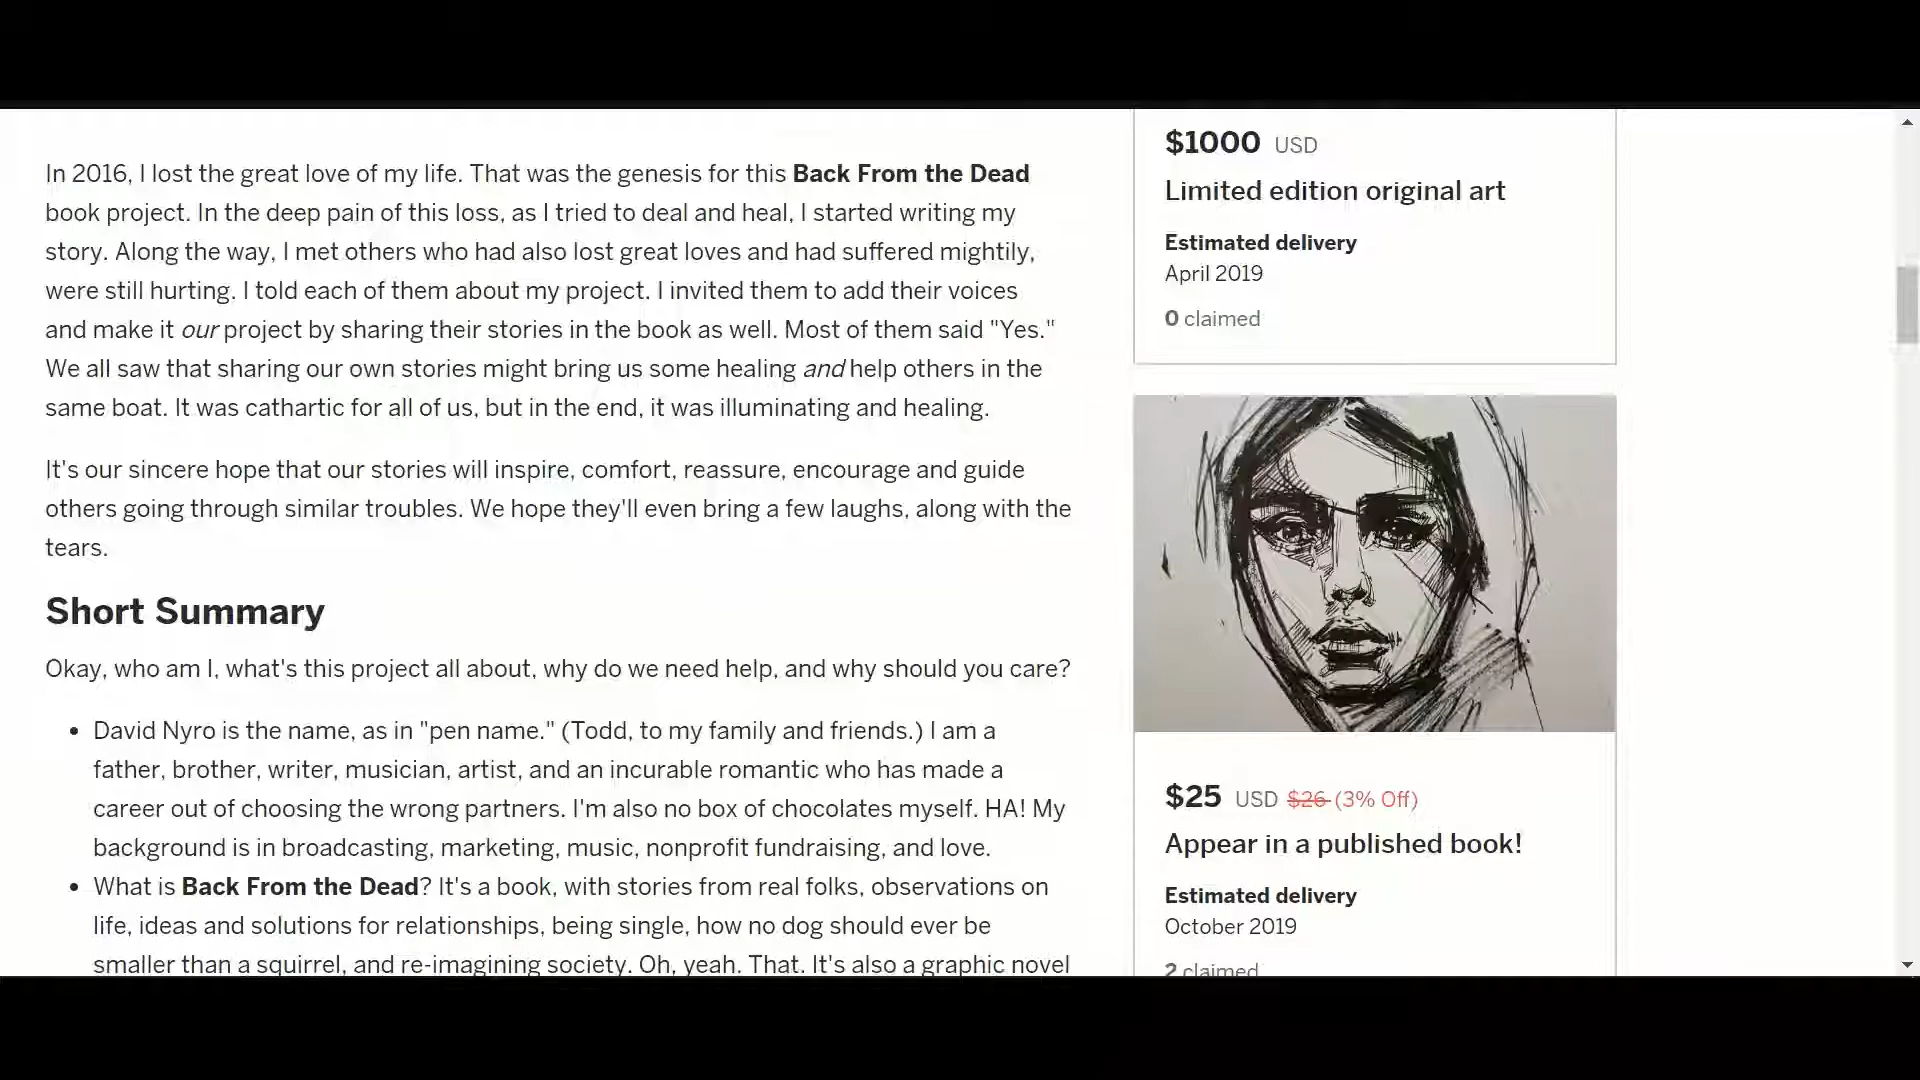 In 2016, I lost the great love of my life. That was the genesis for this Back From the Dead
book project. In the deep pain of this loss, as I tried to deal and heal, I started writing my
story. Along the way, I met others who had also lost great loves and had suffered mightily,
were still hurting. I told each of them about my project. I invited them to add their voices
and make it our project by sharing their stories in the book as well. Most of them said "Yes."
We all saw that sharing our own stories might bring us some healing and help others in the
same boat. It was cathartic for all of us, but in the end, it was illuminating and healing.
It's our sincere hope that our stories will inspire, comfort, reassure, encourage and guide
others going through similar troubles. We hope they'll even bring a few laughs, along with the
tears.
Short Summary
Okay, who am I, what's this project all about, why do we need help, and why should you care?
• David Nyro is the name, as in "pen name." (Todd, to my family and friends.) I am a
father, brother, writer, musician, artist, and an incurable romantic who has made a
career out of choosing the wrong partners. I'm also no box of chocolates myself. HA! My
background is in broadcasting, marketing, music, nonprofit fundraising, and love.
• What is Back From the Dead? It's a book, with stories from real folks, observations on
life, ideas and solutions for relationships, being single, how no dog should ever be
smaller than a squirrel, and re-imagining society. Oh, yeah. That. It's also a graphic novel
$1000 USD
Limited edition original art
Estimated delivery
April 2019
0 claimed
$25 USD $26 (3% Off)
Appear in a published book!
Estimated delivery
October 2019
2 claimed